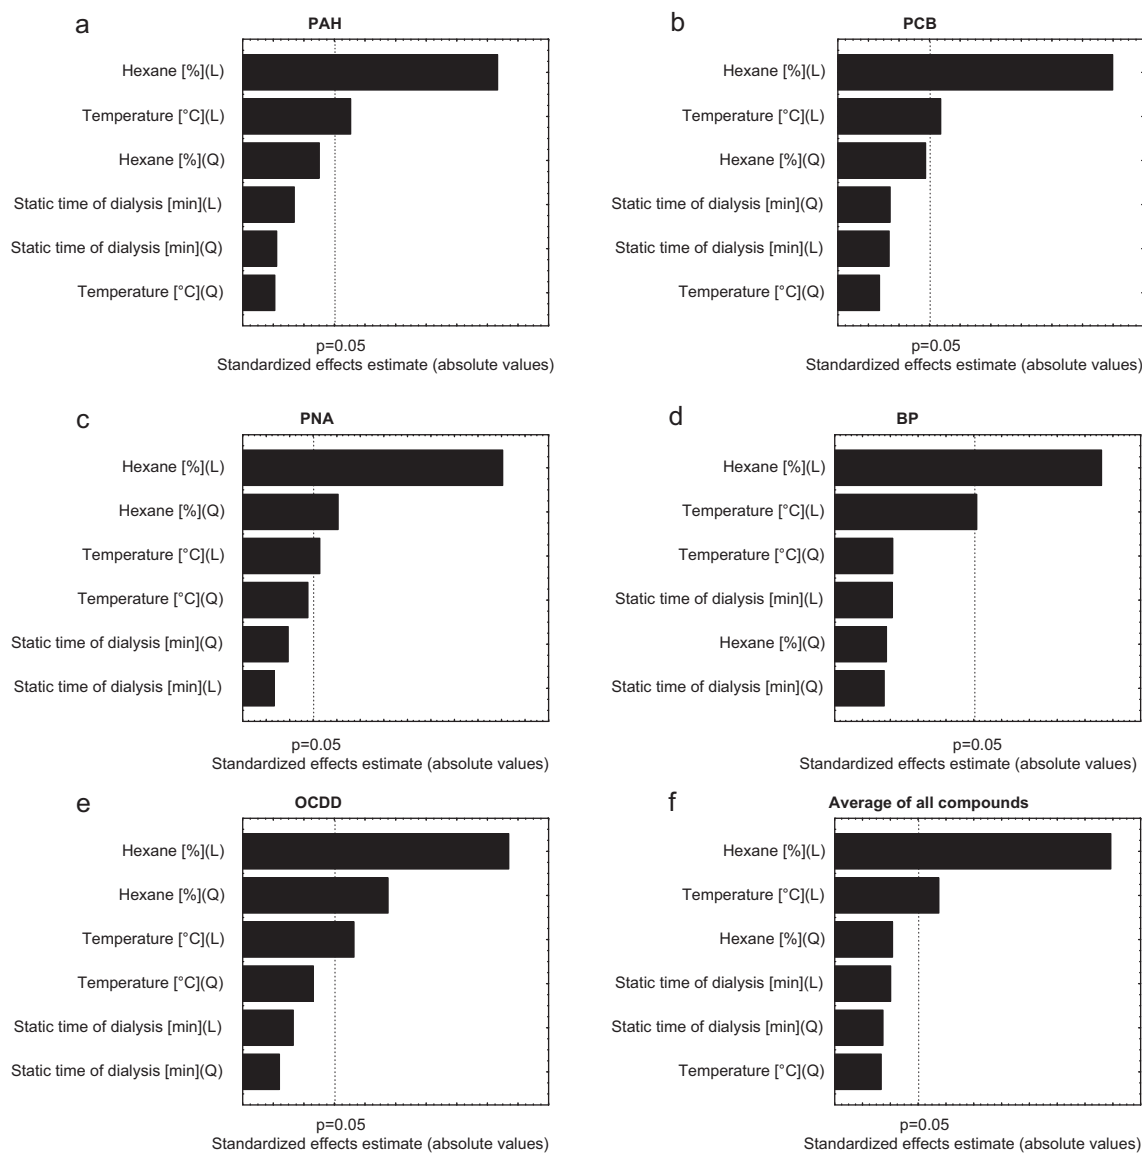 a
PAH
Hexane [%](L)
Temperature [°C](L)
Hexane [%](Q)
Static time of dialysis [min](L)
Static time of dialysis [min](Q)
Temperature [°C](Q)
p=0.05
Standardized effects estimate (absolute values)
b
PCB
Hexane [%](L)
Temperature [°C](L)
Hexane [%](Q)
Static time of dialysis [min](Q)
Static time of dialysis [min](L)
Temperature [°C](Q)
p=0.05
Standardized effects estimate (absolute values)
c
PNA
Hexane [%](L)
Hexane [%](Q)
Temperature [°C](L)
Temperature [°C](Q)
Static time of dialysis [min](Q)
Static time of dialysis [min](L)
p=0.05
Standardized effects estimate (absolute values)
d
BP
Hexane [%](L)
Temperature [°C](L)
Temperature [°C](Q)
Static time of dialysis [min](L)
Hexane [%](Q)
Static time of dialysis [min](Q)
p=0.05
Standardized effects estimate (absolute values)
e
OCDD
Hexane [%](L)
Hexane [%](Q)
Temperature [°C](L)
Temperature [°C](Q)
Static time of dialysis [min](L)
Static time of dialysis [min](Q)
p=0.05
Standardized effects estimate (absolute values)
f
Average of all compounds
Hexane [%](L)
Temperature [°C](L)
Hexane [%](Q)
Static time of dialysis [min](L)
Static time of dialysis [min](Q)
Temperature [°C](Q)
p=0.05
Standardized effects estimate (absolute values)